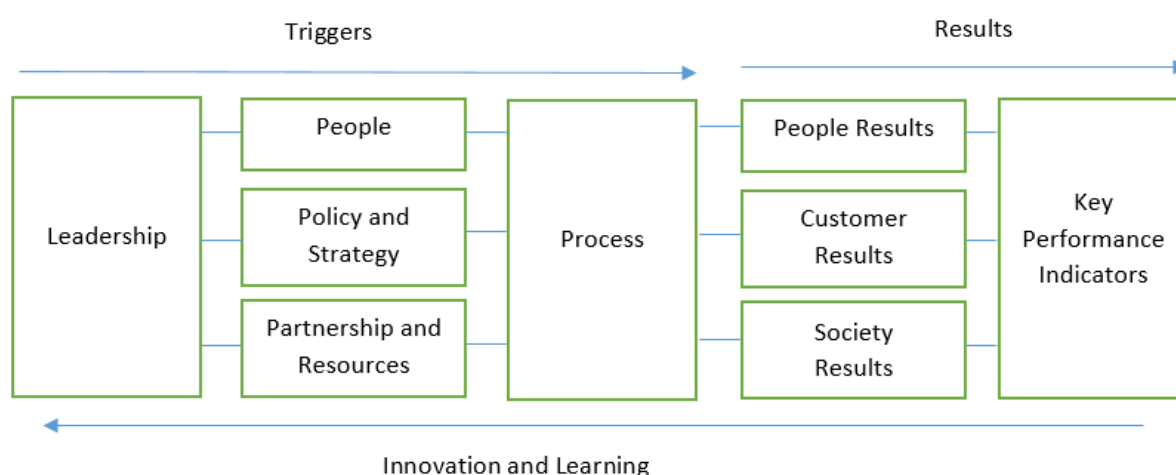 Triggers
Results
Leadership
People
Policy and
Strategy
Partnership and
Resources
Process
People Results
Customer
Results
Society
Results
Key
Performance
Indicators
Innovation and Learning